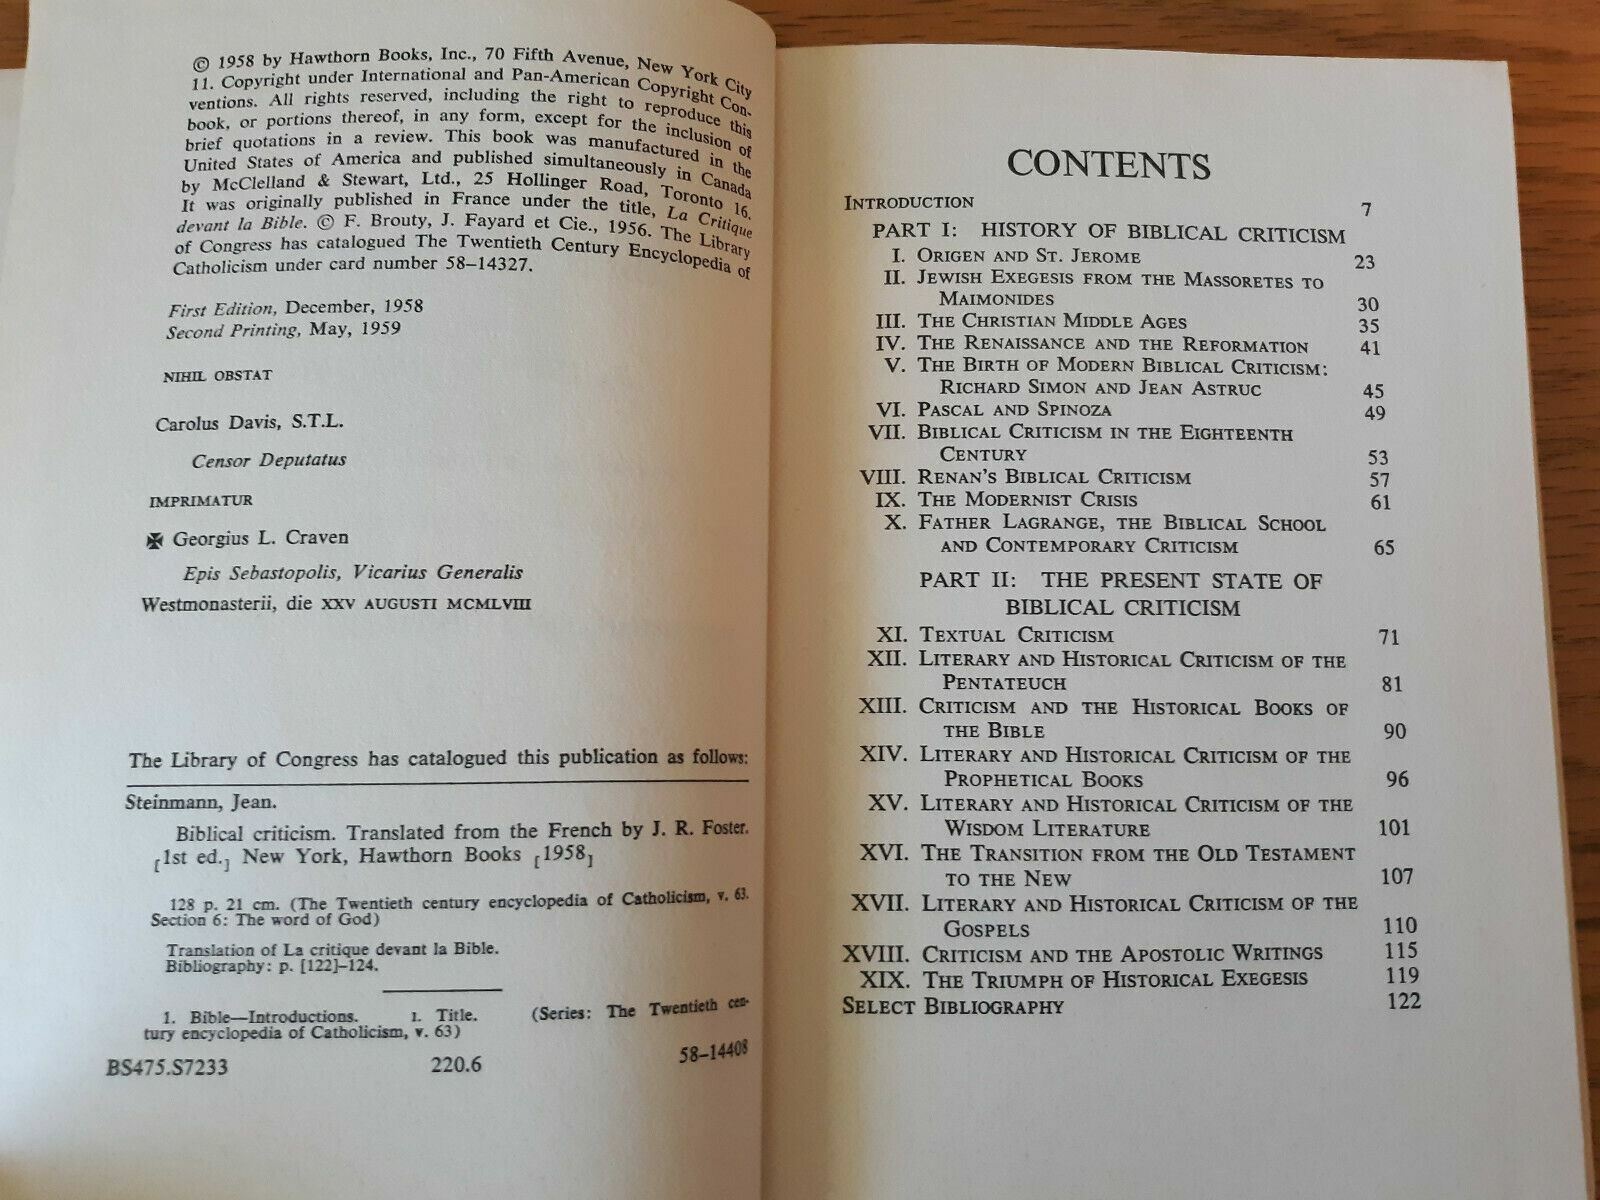 © 1958 by Hawthorn Books, Inc., 70 Fifth Avenue, New York City
11. Copyright under International and Pan-American Copyright Con-
ventions. All rights reserved, including the right to reproduce this
book, or portions thereof, in any form, except for the inclusion of
brief quotations in a review. This book was manufactured in the
United States of America and published simultaneously in Canada
by McClelland & Stewart, Ltd., 25 Hollinger Road, Toronto 16.
It was originally published in France under the title, La Critique
devant la Bible. © F. Brouty, J. Fayard et Cie., 1956. The Library
of Congress has catalogued The Twentieth Century Encyclopedia of
Catholicism under card number 58–14327.
First Edition, December, 1958
Second Printing, May, 1959
NIHIL OBSTAT
Carolus Davis, S.T.L.
Censor Deputatus
IMPRIMATUR
✠ Georgius L. Craven
Epis Sebastopolis, Vicarius Generalis
Westmonasterii, die XXV AUGUSTI MCMLVIII
The Library of Congress has catalogued this publication as follows:
Steinmann, Jean.
Biblical criticism. Translated from the French by J. R. Foster.
[1st ed.] New York, Hawthorn Books [1958]
128 p. 21 cm. (The Twentieth century encyclopedia of Catholicism, v. 63.
Section 6: The word of God)
Translation of La critique devant la Bible.
Bibliography: p. [122]–124.
1. Bible—Introductions. I. Title. (Series: The Twentieth cen-
tury encyclopedia of Catholicism, v. 63)
BS475.S7233 220.6 58–14408
CONTENTS
INTRODUCTION 7
PART I: HISTORY OF BIBLICAL CRITICISM
I. ORIGEN AND ST. JEROME 23
II. JEWISH EXEGESIS FROM THE MASSORETES TO
MAIMONIDES 30
III. THE CHRISTIAN MIDDLE AGES 35
IV. THE RENAISSANCE AND THE REFORMATION 41
V. THE BIRTH OF MODERN BIBLICAL CRITICISM:
RICHARD SIMON AND JEAN ASTRUC 45
VI. PASCAL AND SPINOZA 49
VII. BIBLICAL CRITICISM IN THE EIGHTEENTH
CENTURY 53
VIII. RENAN'S BIBLICAL CRITICISM 57
IX. THE MODERNIST CRISIS 61
X. FATHER LAGRANGE, THE BIBLICAL SCHOOL
AND CONTEMPORARY CRITICISM 65
PART II: THE PRESENT STATE OF
BIBLICAL CRITICISM
XI. TEXTUAL CRITICISM 71
XII. LITERARY AND HISTORICAL CRITICISM OF THE
PENTATEUCH 81
XIII. CRITICISM AND THE HISTORICAL BOOKS OF
THE BIBLE 90
XIV. LITERARY AND HISTORICAL CRITICISM OF THE
PROPHETICAL BOOKS 96
XV. LITERARY AND HISTORICAL CRITICISM OF THE
WISDOM LITERATURE 101
XVI. THE TRANSITION FROM THE OLD TESTAMENT
TO THE NEW 107
XVII. LITERARY AND HISTORICAL CRITICISM OF THE
GOSPELS 110
XVIII. CRITICISM AND THE APOSTOLIC WRITINGS 115
XIX. THE TRIUMPH OF HISTORICAL EXEGESIS 119
SELECT BIBLIOGRAPHY 122